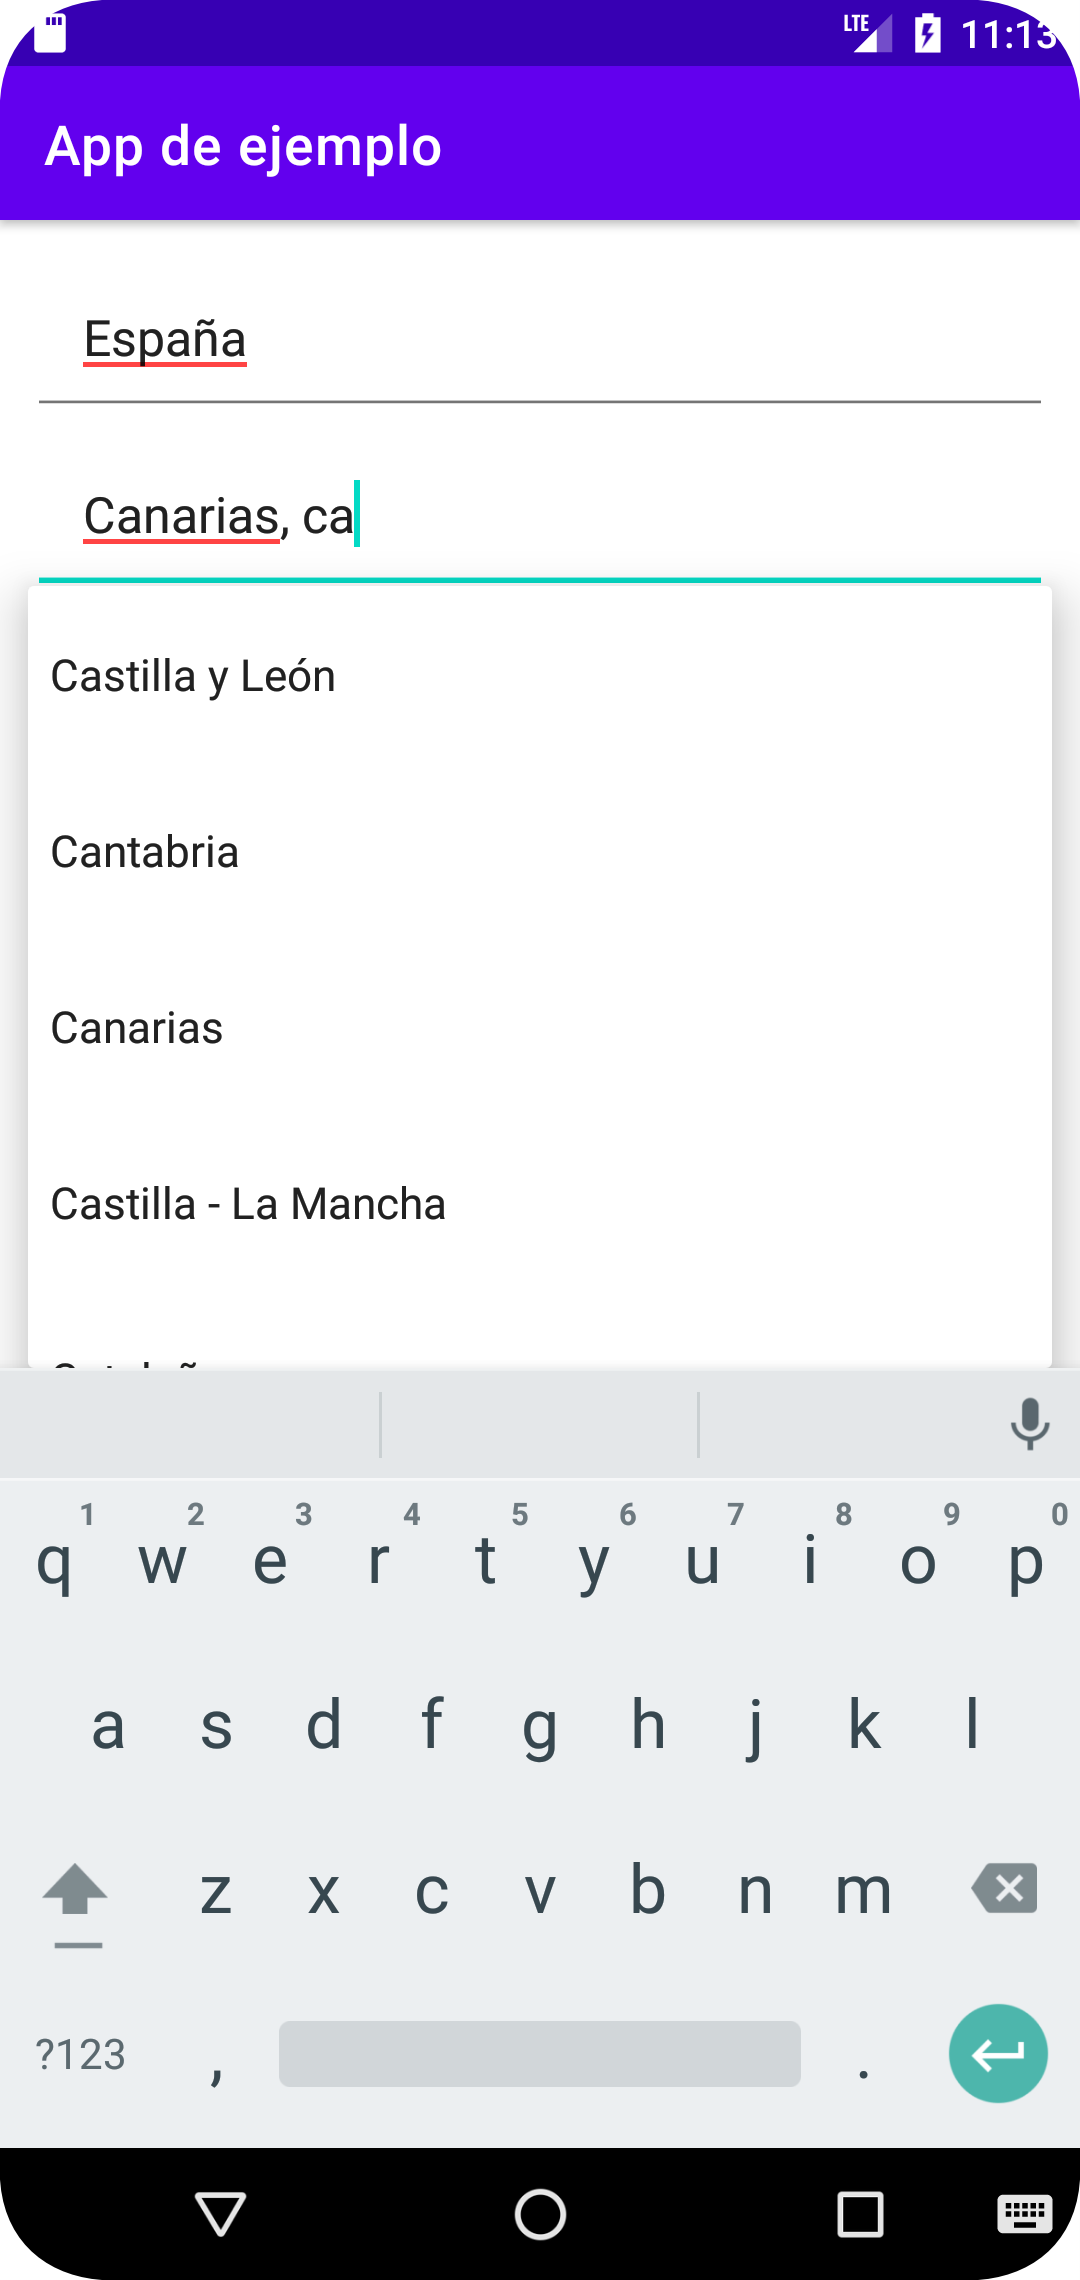 LTE 11:13
App de ejemplo
España
Canarias, ca
Castilla y León
Cantabria
Canarias
Castilla - La Mancha
1 2 3 4 5 6 7 8 9 0
q w e r t y u i o p
a s d f g h j k l
z x c v b n m
?123 , .